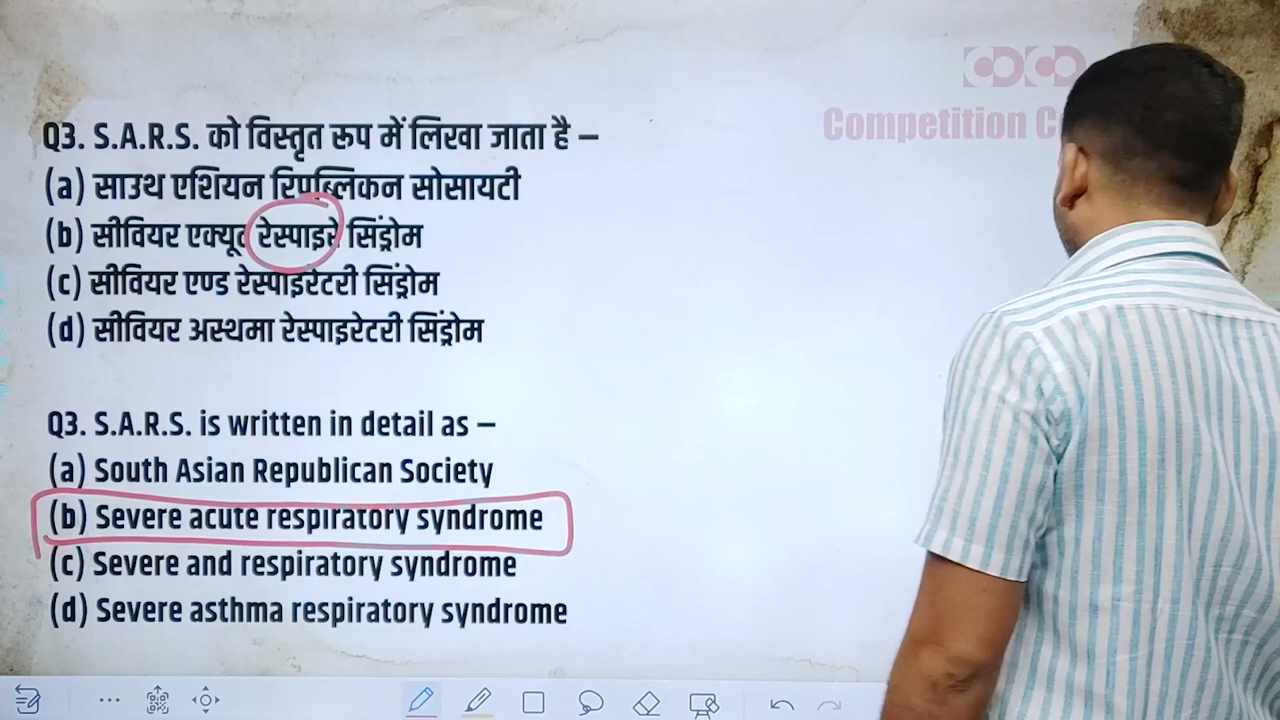 Competition
Q3. S.A.R.S. को विस्तृत रूप में लिखा जाता है –
(a) साउथ एशियन रिपब्लिकन सोसायटी
(b) सीवियर एक्यूट रेस्पाइरे सिंड्रोम
(c) सीवियर एण्ड रेस्पाइरेटरी सिंड्रोम
(d) सीवियर अस्थमा रेस्पाइरेटरी सिंड्रोम
Q3. S.A.R.S. is written in detail as –
(a) South Asian Republican Society
(b) Severe acute respiratory syndrome
(c) Severe and respiratory syndrome
(d) Severe asthma respiratory syndrome